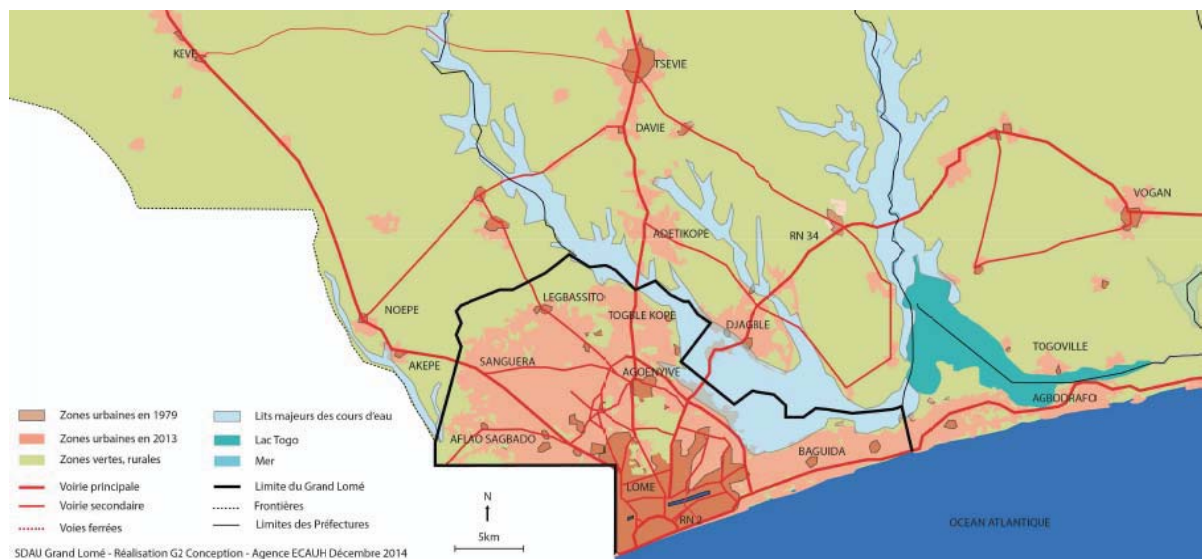 KEVE
TSEVIE
DAVIE
VOGAN
ADETIKOPE
RN 34
LEGBASSITO
NOEPE
TOGBLE KOPE
DJAGBLE
TOGOVILLE
AKEPE
SANGUERA
AGOENYIVE
AGBODRAFO
AFLAO SAGBADO
BAGUIDA
LOME
RN 2
OCEAN ATLANTIQUE
Zones urbaines en 1979
Zones urbaines en 2013
Zones vertes, rurales
Voirie principale
Voirie secondaire
Voies ferrées
Lits majeurs des cours d'eau
Lac Togo
Mer
Limite du Grand Lomé
Frontières
Limites des Préfectures
N
5km
SDAU Grand Lomé - Réalisation G2 Conception - Agence ECAUH Décembre 2014